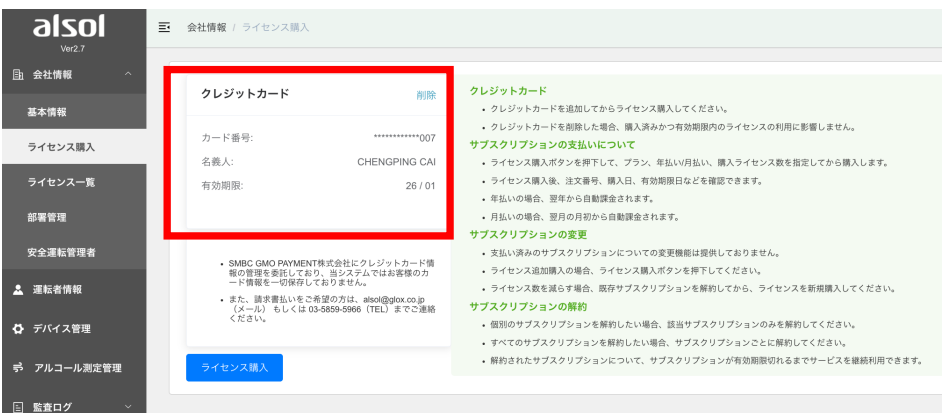 alsol
Ver2.7
会社情報 / ライセンス購入
会社情報
基本情報
ライセンス購入
ライセンス一覧
部署管理
安全運転管理者
運転者情報
デバイス管理
アルコール測定管理
監査ログ
クレジットカード 削除
カード番号: ************007
名義人: CHENGPING CAI
有効期限: 26 / 01
• SMBC GMO PAYMENT株式会社にクレジットカード情
報の管理を委託しており、当システムではお客様のカ
ード情報を一切保存しておりません。
• また、請求書払いをご希望の方は、alsol@glox.co.jp
（メール） もしくは 03-5859-5966（TEL）までご連絡
ください。
ライセンス購入
クレジットカード
• クレジットカードを追加してからライセンス購入してください。
• クレジットカードを削除した場合、購入済みかつ有効期限内のライセンスの利用に影響しません。
サブスクリプションの支払いについて
• ライセンス購入ボタンを押下して、プラン、年払い/月払い、購入ライセンス数を指定してから購入します。
• ライセンス購入後、注文番号、購入日、有効期限日などを確認できます。
• 年払いの場合、翌年から自動課金されます。
• 月払いの場合、翌月の月初から自動課金されます。
サブスクリプションの変更
• 支払い済みのサブスクリプションについての変更機能は提供しておりません。
• ライセンス追加購入の場合、ライセンス購入ボタンを押下してください。
• ライセンス数を減らす場合、既存サブスクリプションを解約してから、ライセンスを新規購入してください。
サブスクリプションの解約
• 個別のサブスクリプションを解約したい場合、該当サブスクリプションのみを解約してください。
• すべてのサブスクリプションを解約したい場合、サブスクリプションごとに解約してください。
• 解約されたサブスクリプションについて、サブスクリプションが有効期限切れるまでサービスを継続利用できます。